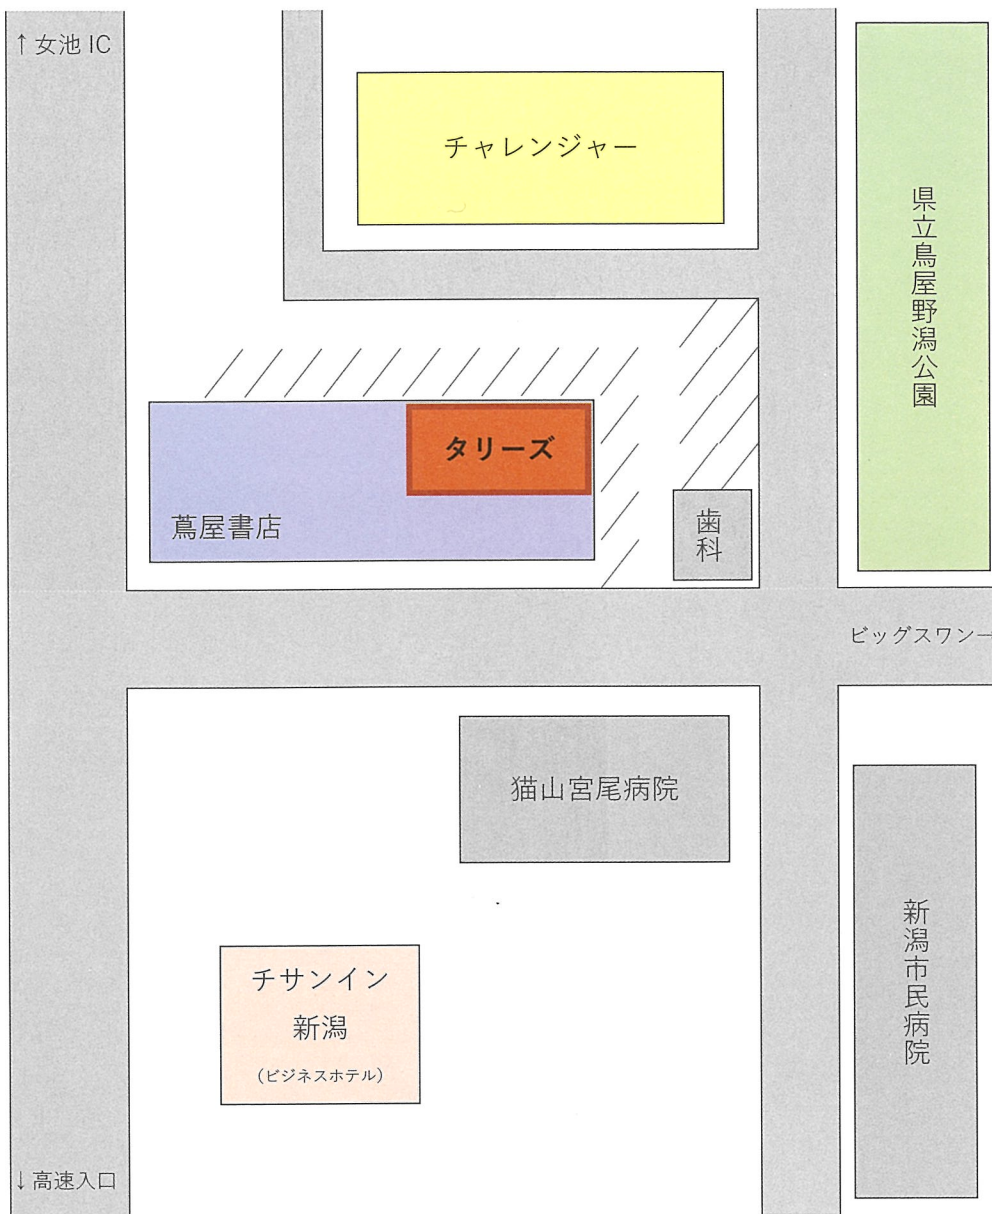 ↑女池 IC
チャレンジャー
県立鳥屋野潟公園
タリーズ
蔦屋書店
歯科
ビッグスワン一
猫山宮尾病院
チサンイン
新潟
(ビジネスホテル)
新潟市民病院
↓高速入口